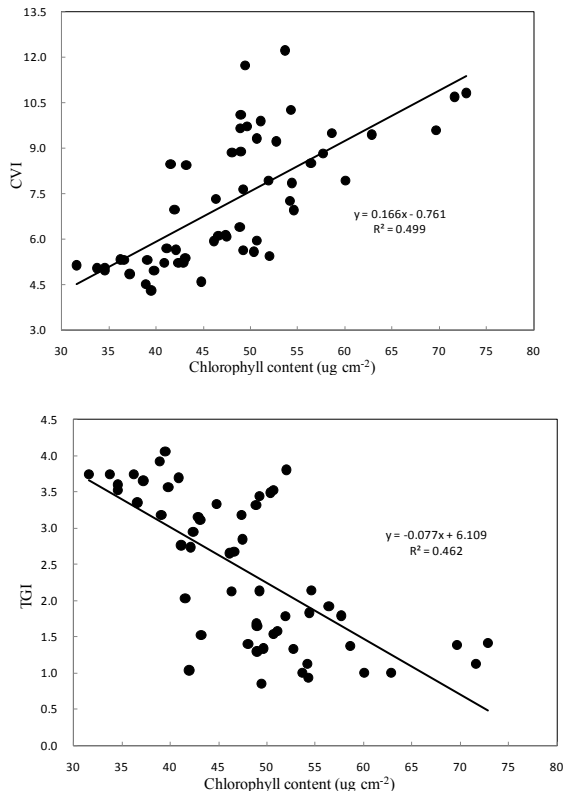 13.5
12.0
10.5
9.0
7.5
6.0
4.5
3.0
CVI
y = 0.166x - 0.761
R² = 0.499
30 35 40 45 50 55 60 65 70 75 80
Chlorophyll content (ug cm-2)
4.5
4.0
3.5
3.0
2.5
2.0
1.5
1.0
0.5
0.0
TGI
y = -0.077x + 6.109
R² = 0.462
30 35 40 45 50 55 60 65 70 75 80
Chlorophyll content (ug cm-2)